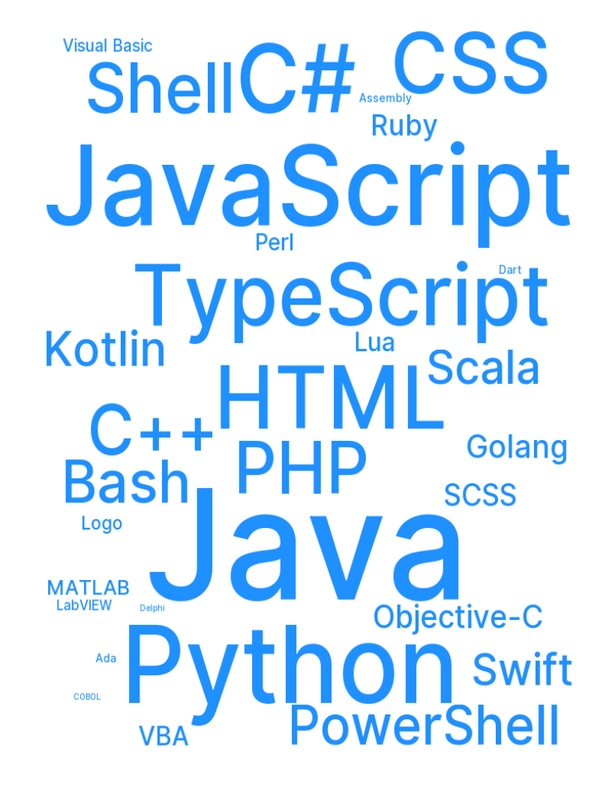 Visual Basic
Shell
C#
CSS
Assembly
Ruby
JavaScript
Perl
TypeScript
Dart
Kotlin
Lua
Scala
HTML
C++
Golang
PHP
Bash
SCSS
Logo
Java
MATLAB
LabVIEW
Delphi
Objective-C
Ada
Python
Swift
COBOL
PowerShell
VBA